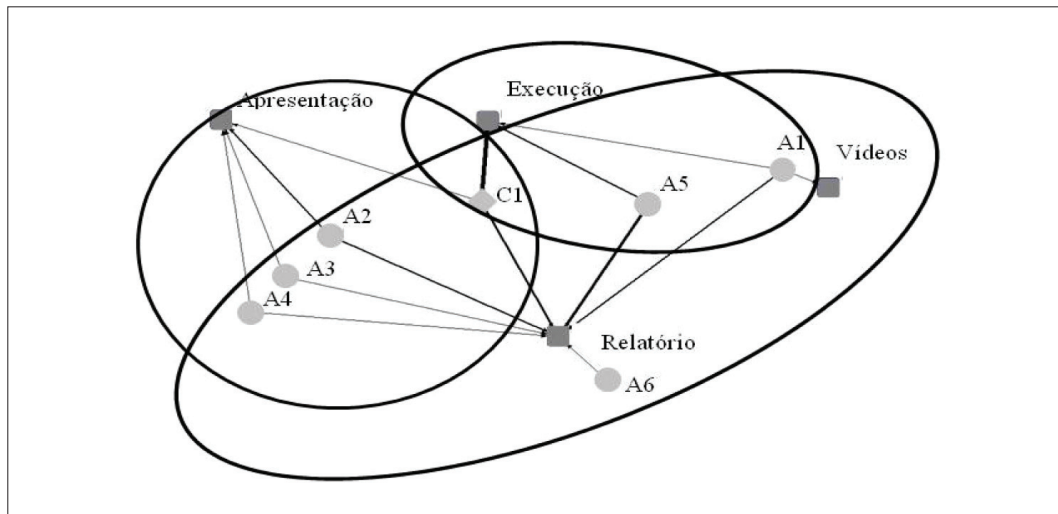 Execução
Apresentação
A1
Vídeos
A5
C1
A2
A3
A4
Relatório
A6